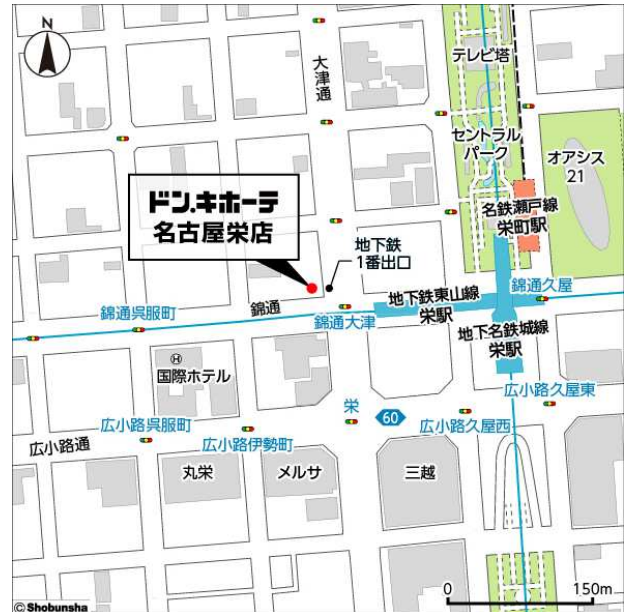 N
大津通
テレビ塔
セントラル
パーク
オアシス
21
ドン.キホーテ
名古屋栄店
名鉄瀬戸線
栄町駅
地下鉄
1番出口
錦通呉服町
錦通
錦通大津
地下鉄東山線
栄駅
錦通久屋
地下名鉄城線
栄駅
H
国際ホテル
広小路呉服町
広小路通
広小路伊勢町
栄
60
広小路久屋西
広小路久屋東
丸栄
メルサ
三越
0 150m
© Shobunsha